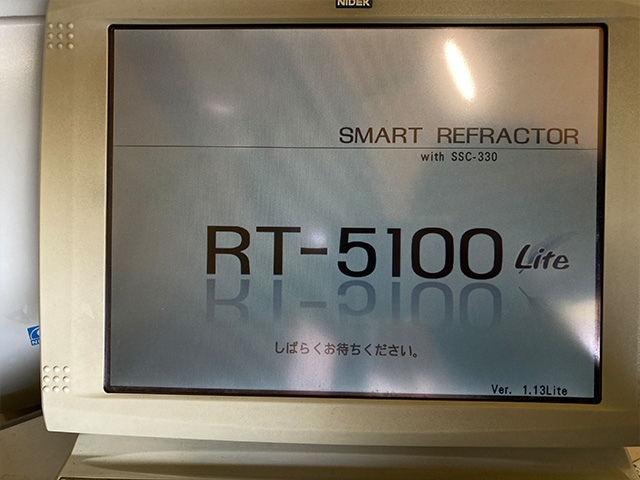 NIDEK
SMART REFRACTOR
with SSC-330
RT-5100 Lite
しばらくお待ちください。
Ver. 1.13Lite